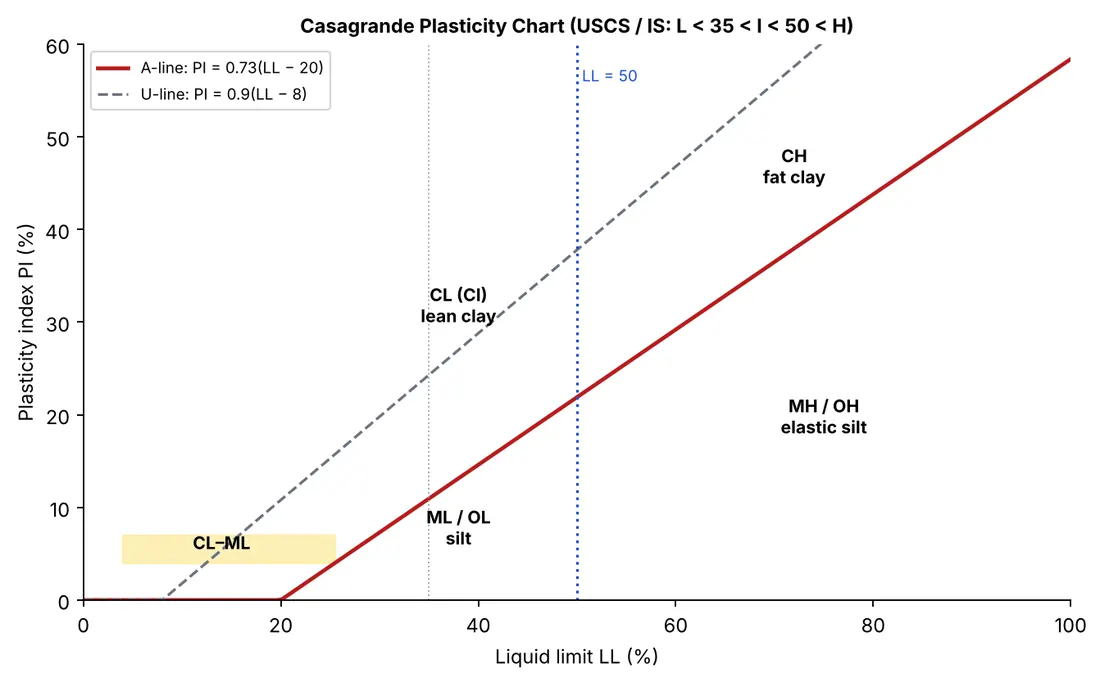 Casagrande Plasticity Chart (USCS / IS: L < 35 < I < 50 < H)
A-line: PI = 0.73(LL − 20)
U-line: PI = 0.9(LL − 8)
LL = 50
CH
fat clay
CL (CI)
lean clay
MH / OH
elastic silt
ML / OL
silt
CL–ML
Plasticity index PI (%)
60
50
40
30
20
10
0
0 20 40 60 80 100
Liquid limit LL (%)